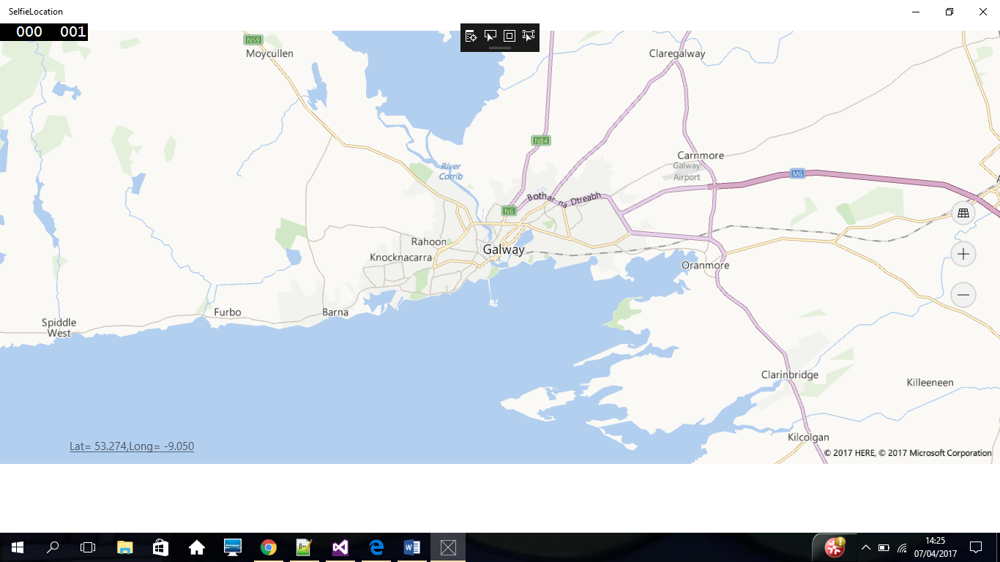 SelfieLocation
000 001
N59
Moycullen
Claregalway
N84
River
Corrib
Carnmore
Galway
Airport
M6
Bothar na Dtreabh
N6
Rahoon
Galway
Knocknacarra
Oranmore
Furbo
Barna
Spiddle
West
Clarinbridge
Killeeneen
Kilcolgan
Lat= 53.274,Long= -9.050
© 2017 HERE, © 2017 Microsoft Corporation
14:25
07/04/2017